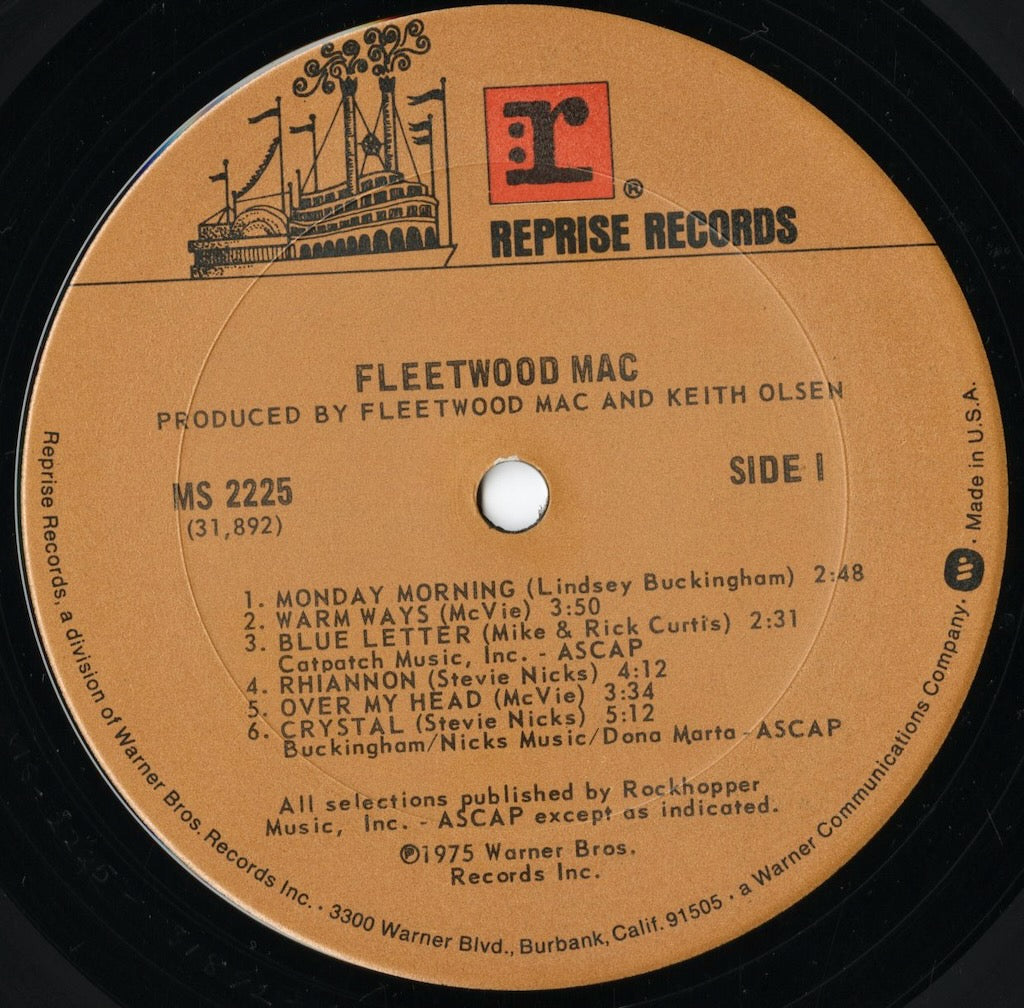 r ®
REPRISE RECORDS
FLEETWOOD MAC
PRODUCED BY FLEETWOOD MAC AND KEITH OLSEN
MS 2225
(31,892)
SIDE 1
1. MONDAY MORNING (Lindsey Buckingham) 2:48
2. WARM WAYS (McVie) 3:50
3. BLUE LETTER (Mike & Rick Curtis) 2:31
Catpatch Music, Inc. - ASCAP
4. RHIANNON (Stevie Nicks) 4:12
5. OVER MY HEAD (McVie) 3:34
6. CRYSTAL (Stevie Nicks) 5:12
Buckingham/Nicks Music/Dona Marta - ASCAP
All selections published by Rockhopper
Music, Inc. - ASCAP except as indicated.
℗1975 Warner Bros.
Records Inc.
Reprise Records, a division of Warner Bros. Records Inc. · 3300 Warner Blvd., Burbank, Calif. 91505 · a Warner Communications Company. · Made in U.S.A.